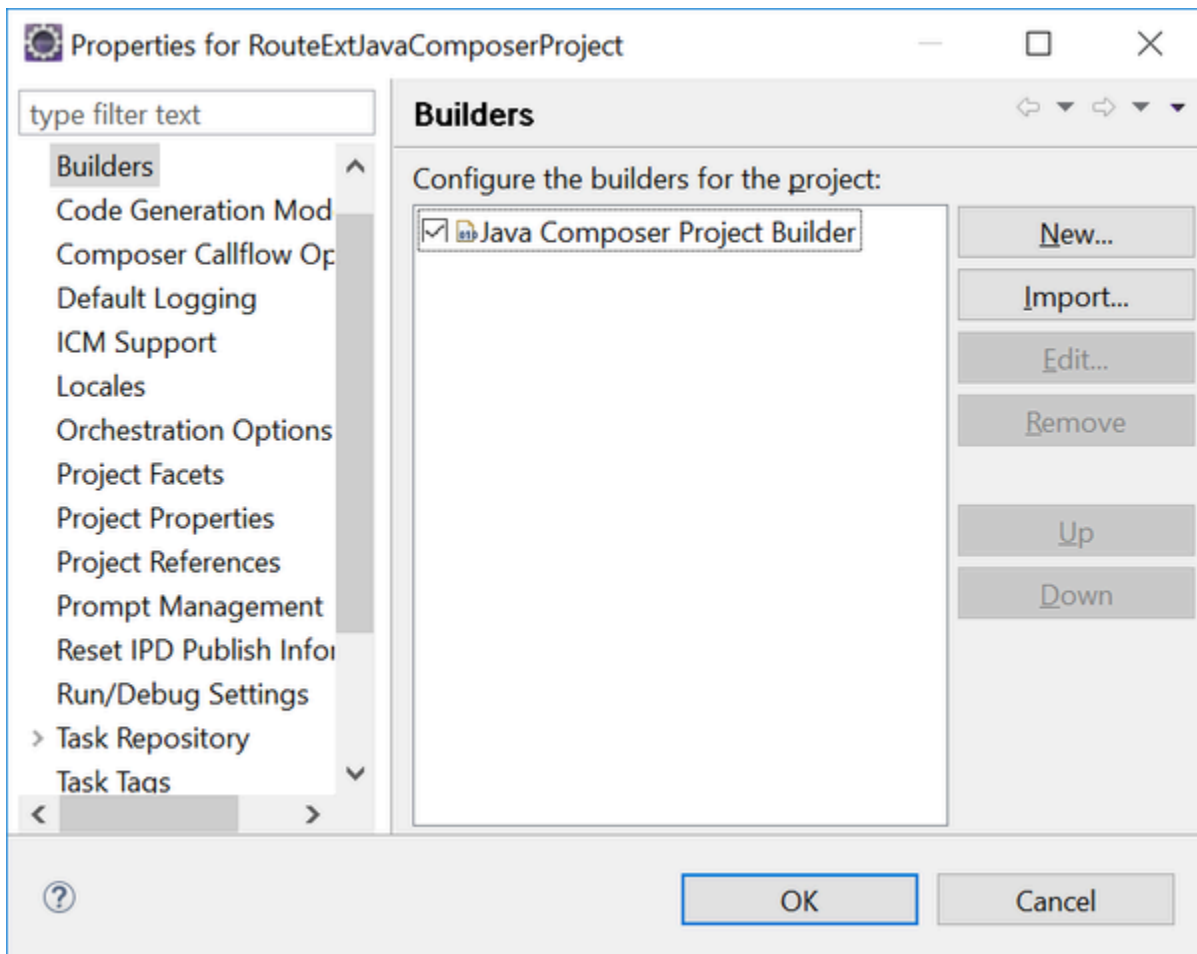 Properties for RouteExtJavaComposerProject
type filter text
Builders
Code Generation Mod
Composer Callflow Op
Default Logging
ICM Support
Locales
Orchestration Options
Project Facets
Project Properties
Project References
Prompt Management
Reset IPD Publish Infor
Run/Debug Settings
Task Repository
Task Tags
Builders
Configure the builders for the project:
Java Composer Project Builder
New...
Import...
Edit...
Remove
Up
Down
OK
Cancel